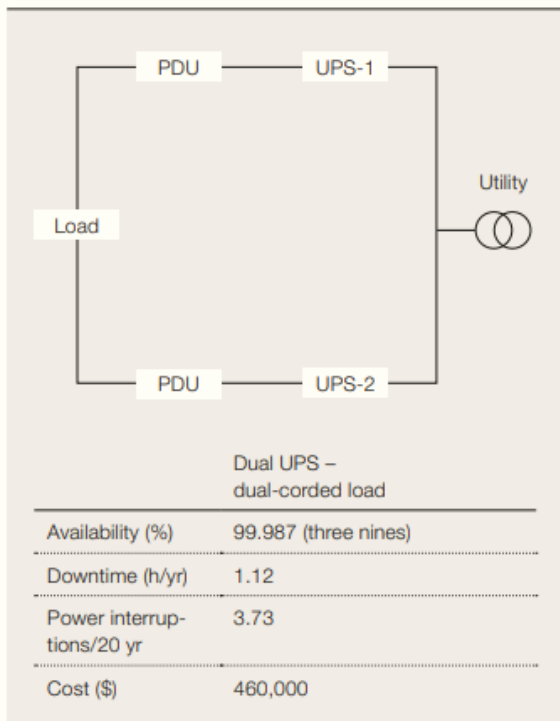 PDU UPS-1
Utility
Load
PDU UPS-2
Dual UPS –
dual-corded load
Availability (%) 99.987 (three nines)
Downtime (h/yr) 1.12
Power interrup- 3.73
tions/20 yr
Cost ($) 460,000